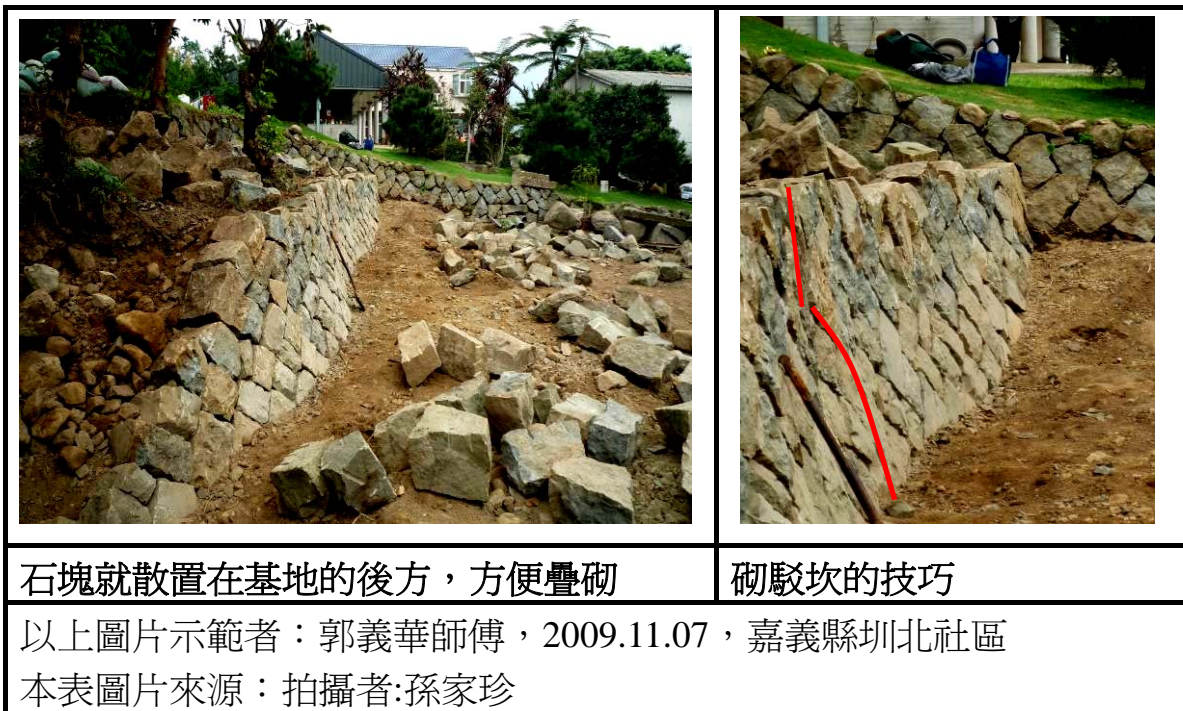 石塊就散置在基地的後方，方便疊砌
砌駁坎的技巧
以上圖片示範者：郭義華師傅，2009.11.07，嘉義縣圳北社區
本表圖片來源：拍攝者:孫家珍